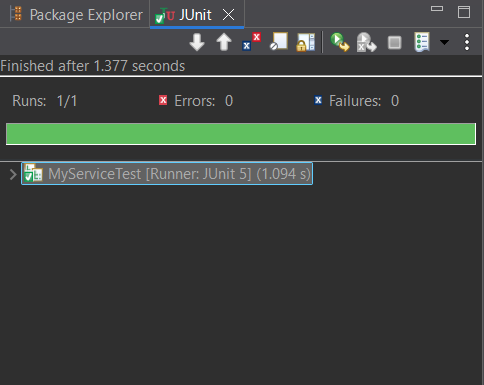 Package Explorer JUnit
Finished after 1.377 seconds
Runs: 1/1 Errors: 0 Failures: 0
MyServiceTest [Runner: JUnit 5] (1.094 s)